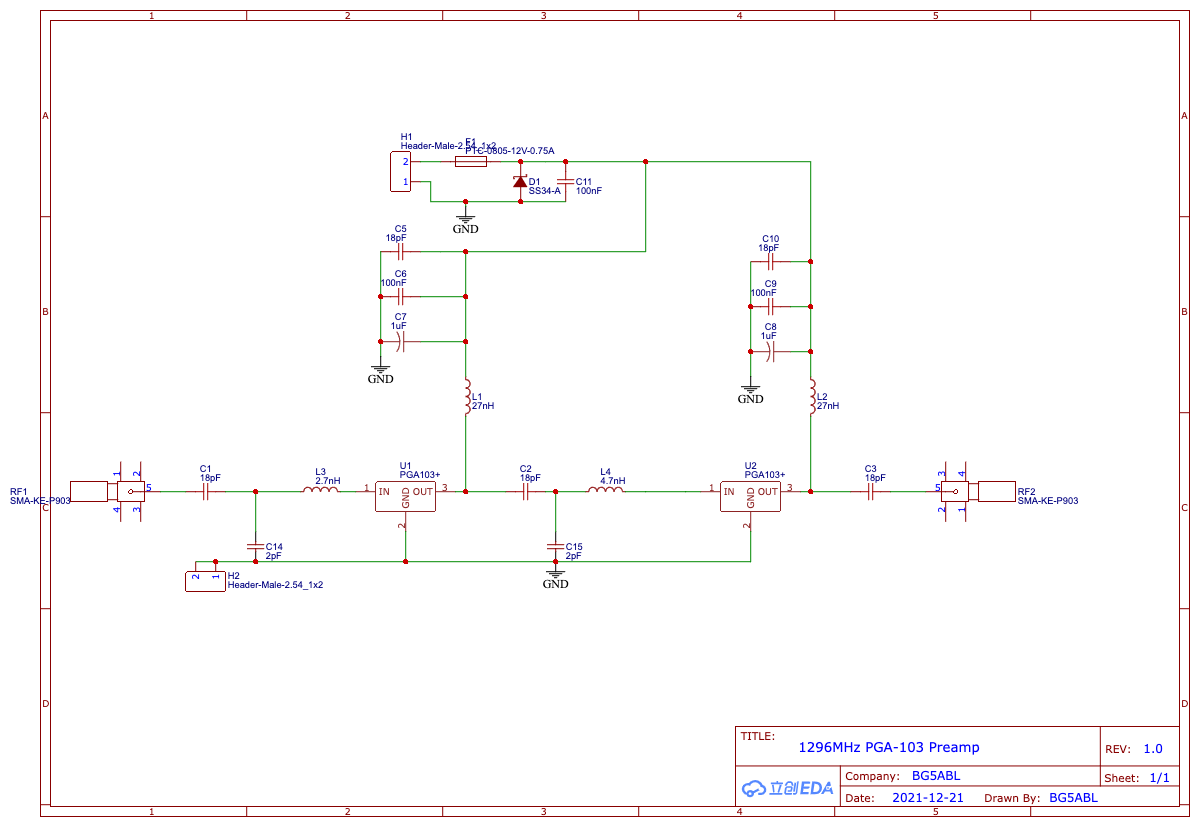 1 2 3 4 5
A A
B B
C C
D D
H1
Header-Male-2.54_1x2
2
1
F1
PTC-0805-12V-0.75A
D1
SS34-A
C11
100nF
GND
C5
18pF
C6
100nF
C7
1uF
GND
L1
27nH
C10
18pF
C9
100nF
C8
1uF
GND
L2
27nH
RF1
SMA-KE-P903
1 2
5
4 3
C1
18pF
L3
2.7nH
U1
PGA103+
1 IN GND OUT 3
2
C2
18pF
L4
4.7nH
U2
PGA103+
1 IN GND OUT 3
2
C3
18pF
3 4
5
2 1
RF2
SMA-KE-P903
C14
2pF
C15
2pF
GND
2 1
H2
Header-Male-2.54_1x2
TITLE:
1296MHz PGA-103 Preamp
REV: 1.0
立创EDA
Company: BG5ABL
Sheet: 1/1
Date: 2021-12-21 Drawn By: BG5ABL
1 2 3 4 5